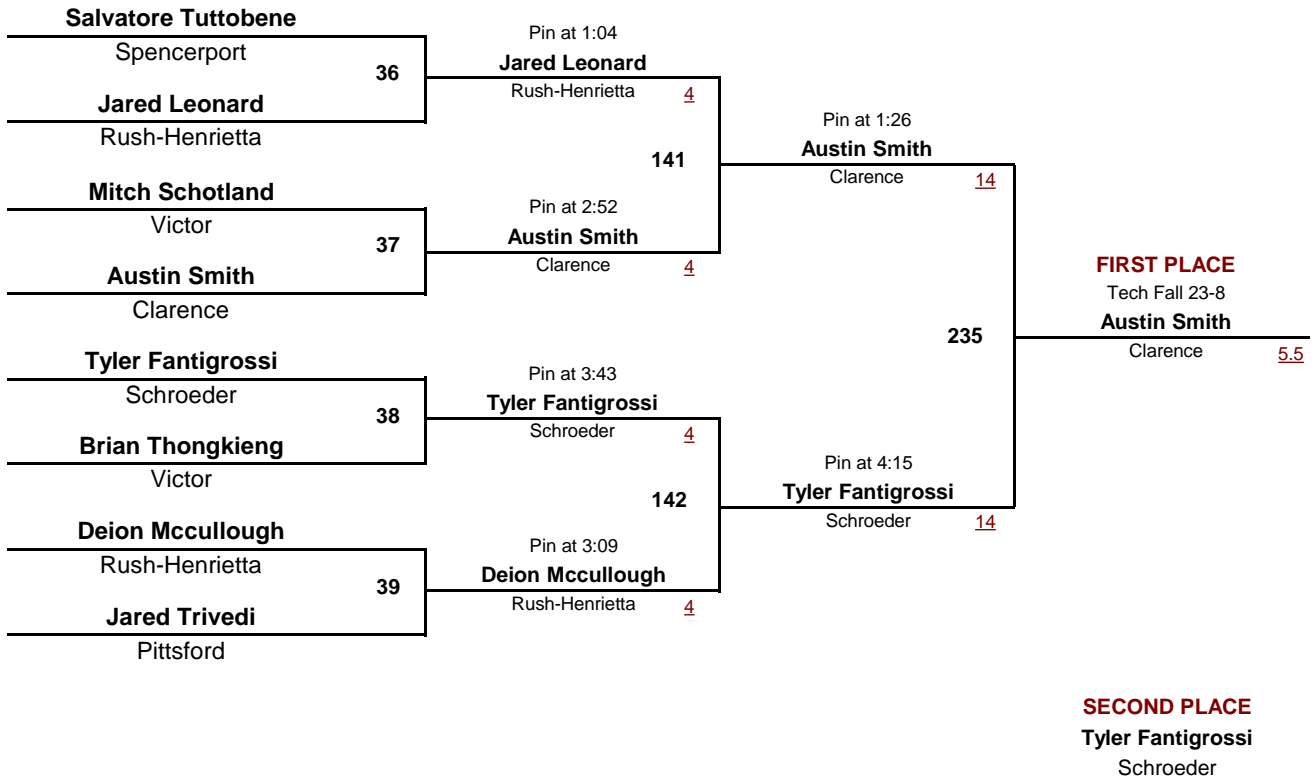 Salvatore Tuttobene
Spencerport
36
Jared Leonard
Rush-Henrietta
Mitch Schotland
Victor
37
Austin Smith
Clarence
Tyler Fantigrossi
Schroeder
38
Brian Thongkieng
Victor
Deion Mccullough
Rush-Henrietta
39
Jared Trivedi
Pittsford
Pin at 1:04
Jared Leonard
Rush-Henrietta 4
141
Pin at 2:52
Austin Smith
Clarence 4
Pin at 3:43
Tyler Fantigrossi
Schroeder 4
142
Pin at 3:09
Deion Mccullough
Rush-Henrietta 4
Pin at 1:26
Austin Smith
Clarence 14
235
Pin at 4:15
Tyler Fantigrossi
Schroeder 14
FIRST PLACE
Tech Fall 23-8
Austin Smith
Clarence 5.5
SECOND PLACE
Tyler Fantigrossi
Schroeder